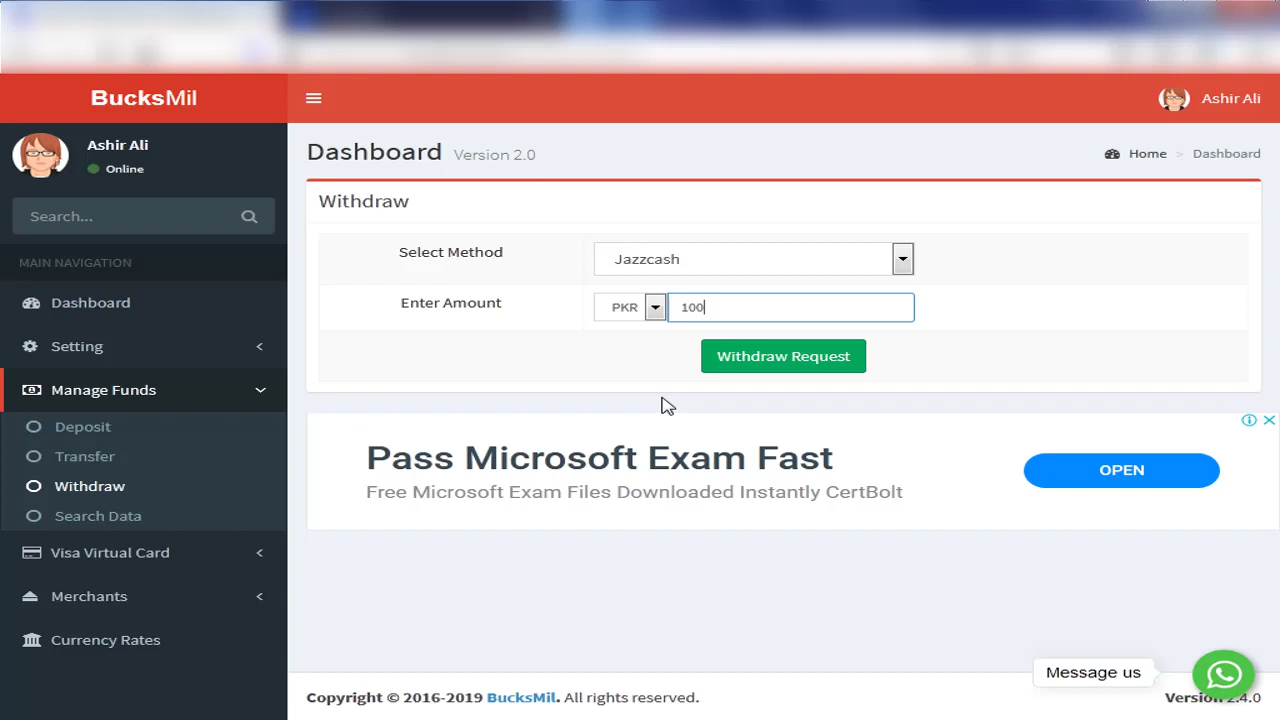 BucksMil
Ashir Ali
Ashir Ali
Online
Search...
MAIN NAVIGATION
Dashboard
Setting
Manage Funds
Deposit
Transfer
Withdraw
Search Data
Visa Virtual Card
Merchants
Currency Rates
Dashboard Version 2.0
Home > Dashboard
Withdraw
Select Method Jazzcash
Enter Amount PKR 100
Withdraw Request
Pass Microsoft Exam Fast
Free Microsoft Exam Files Downloaded Instantly CertBolt
OPEN
Message us
Copyright © 2016-2019 BucksMil. All rights reserved.
Version 2.4.0